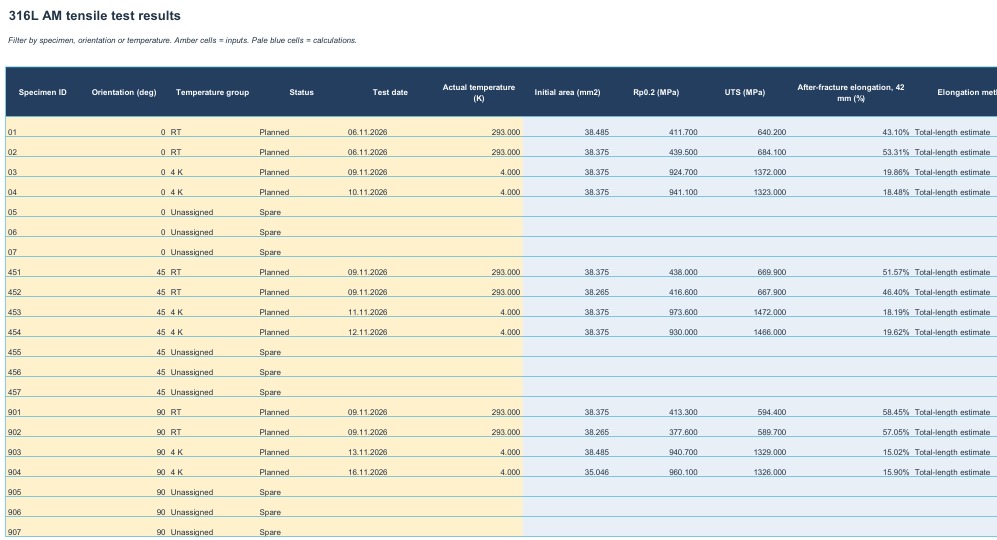 316L AM tensile test results
Filter by specimen, orientation or temperature. Amber cells = inputs. Pale blue cells = calculations.
Specimen ID Orientation (deg) Temperature group Status Test date Actual temperature (K) Initial area (mm2) Rp0.2 (MPa) UTS (MPa) After-fracture elongation, 42 mm (%) Elongation met
01 0 RT Planned 06.11.2026 293.000 38.485 411.700 640.200 43.10% Total-length estimate
02 0 RT Planned 06.11.2026 293.000 38.375 439.500 684.100 53.31% Total-length estimate
03 0 4 K Planned 09.11.2026 4.000 38.375 924.700 1372.000 19.86% Total-length estimate
04 0 4 K Planned 10.11.2026 4.000 38.375 941.100 1323.000 18.48% Total-length estimate
05 0 Unassigned Spare
06 0 Unassigned Spare
07 0 Unassigned Spare
451 45 RT Planned 09.11.2026 293.000 38.375 438.000 669.900 51.57% Total-length estimate
452 45 RT Planned 09.11.2026 293.000 38.265 416.600 667.900 46.40% Total-length estimate
453 45 4 K Planned 11.11.2026 4.000 38.375 973.600 1472.000 18.19% Total-length estimate
454 45 4 K Planned 12.11.2026 4.000 38.375 930.000 1466.000 19.62% Total-length estimate
455 45 Unassigned Spare
456 45 Unassigned Spare
457 45 Unassigned Spare
901 90 RT Planned 09.11.2026 293.000 38.375 413.300 594.400 58.45% Total-length estimate
902 90 RT Planned 09.11.2026 293.000 38.265 377.600 589.700 57.05% Total-length estimate
903 90 4 K Planned 13.11.2026 4.000 38.485 940.700 1329.000 15.02% Total-length estimate
904 90 4 K Planned 16.11.2026 4.000 35.046 960.100 1326.000 15.90% Total-length estimate
905 90 Unassigned Spare
906 90 Unassigned Spare
907 90 Unassigned Spare